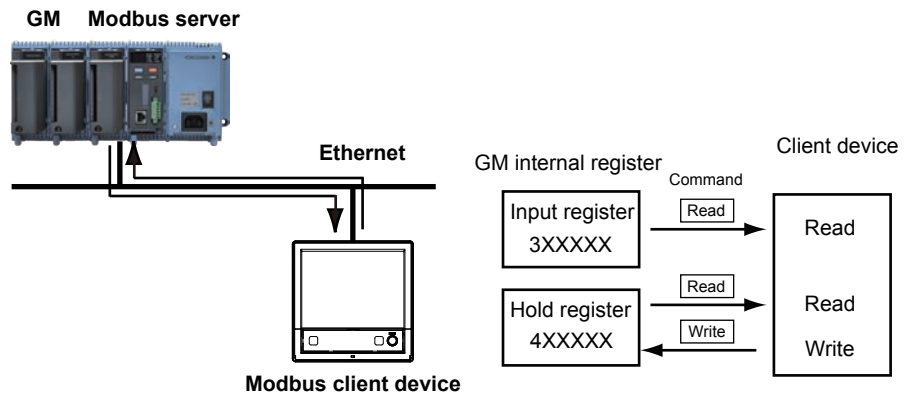 GM Modbus server
YOKOGAWA
Ethernet
Modbus client device
GM internal register
Client device
Command
Input register
3XXXXX
Read
Read
Hold register
4XXXXX
Read
Write
Read
Write